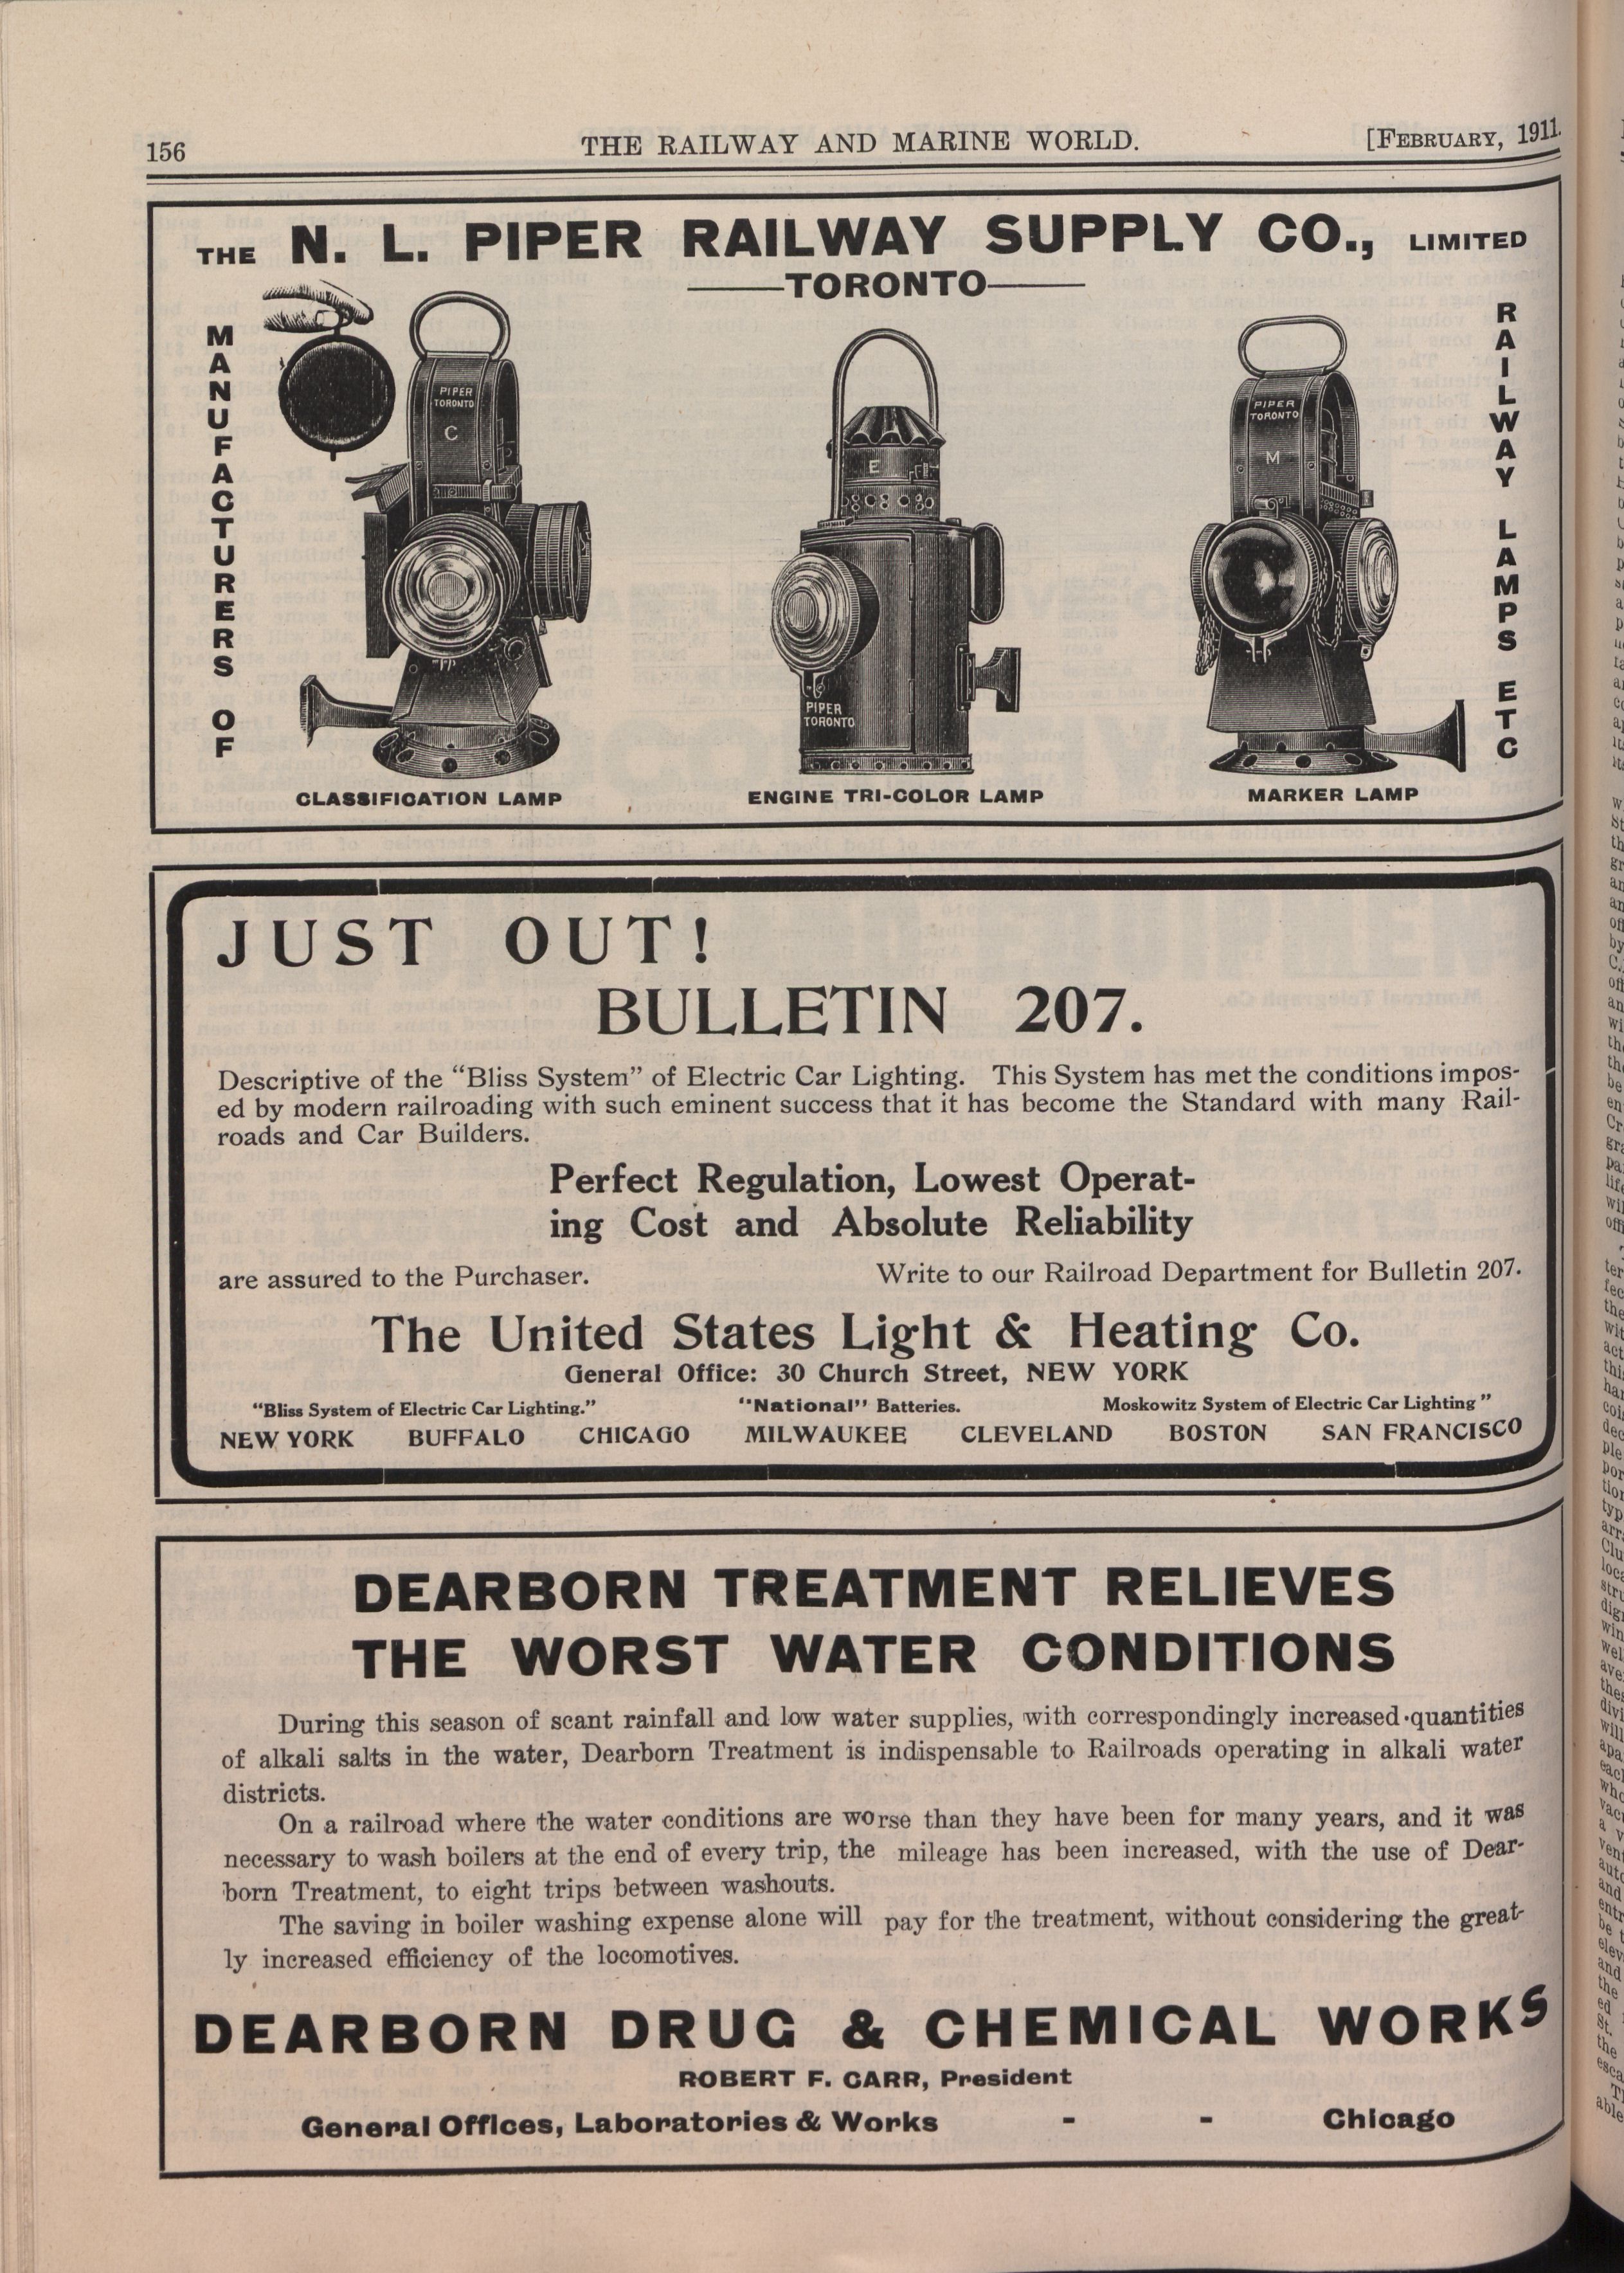 156
THE RAILWAY AND MARINE WORLD.
[FEBRUARY, 1911.
THE N. L. PIPER RAILWAY SUPPLY CO., LIMITED
TORONTO
MANUFACTURERS OF
PIPER
TORONTO
C
E
PIPER
TORONTO
PIPER
TORONTO
M
RAILWAY LAMPS ETC
CLASSIFICATION LAMP
ENGINE TRI-COLOR LAMP
MARKER LAMP
JUST OUT!
BULLETIN 207.
Descriptive of the “Bliss System” of Electric Car Lighting. This System has met the conditions impos-
ed by modern railroading with such eminent success that it has become the Standard with many Rail-
roads and Car Builders.
Perfect Regulation, Lowest Operat-
ing Cost and Absolute Reliability
are assured to the Purchaser. Write to our Railroad Department for Bulletin 207.
The United States Light & Heating Co.
General Office: 30 Church Street, NEW YORK
“Bliss System of Electric Car Lighting.” “National” Batteries. Moskowitz System of Electric Car Lighting ”
NEW YORK BUFFALO CHICAGO MILWAUKEE CLEVELAND BOSTON SAN FRANCISCO
DEARBORN TREATMENT RELIEVES
THE WORST WATER CONDITIONS
During this season of scant rainfall and low water supplies, with correspondingly increased quantities
of alkali salts in the water, Dearborn Treatment is indispensable to Railroads operating in alkali water
districts.
On a railroad where the water conditions are worse than they have been for many years, and it was
necessary to wash boilers at the end of every trip, the mileage has been increased, with the use of Dear-
born Treatment, to eight trips between washouts.
The saving in boiler washing expense alone will pay for the treatment, without considering the great-
ly increased efficiency of the locomotives.
DEARBORN DRUG & CHEMICAL WORKS
ROBERT F. CARR, President
General Offices, Laboratories & Works - - Chicago